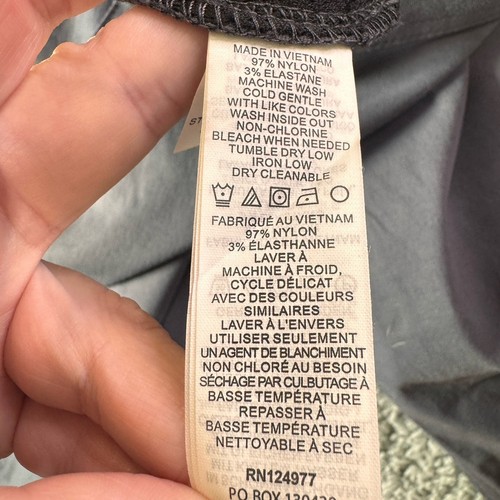 MADE IN VIETNAM
97% NYLON
3% ELASTANE
MACHINE WASH
COLD GENTLE
WITH LIKE COLORS
WASH INSIDE OUT
NON-CHLORINE
BLEACH WHEN NEEDED
TUMBLE DRY LOW
IRON LOW
DRY CLEANABLE
FABRIQUÉ AU VIETNAM
97% NYLON
3% ÉLASTHANNE
LAVER À
MACHINE À FROID,
CYCLE DÉLICAT
AVEC DES COULEURS
SIMILAIRES
LAVER À L'ENVERS
UTILISER SEULEMENT
UN AGENT DE BLANCHIMENT
NON CHLORÉ AU BESOIN
SÉCHAGE PAR CULBUTAGE À
BASSE TEMPÉRATURE
REPASSER À
BASSE TEMPÉRATURE
NETTOYABLE À SEC
RN124977
PO BOX 130430